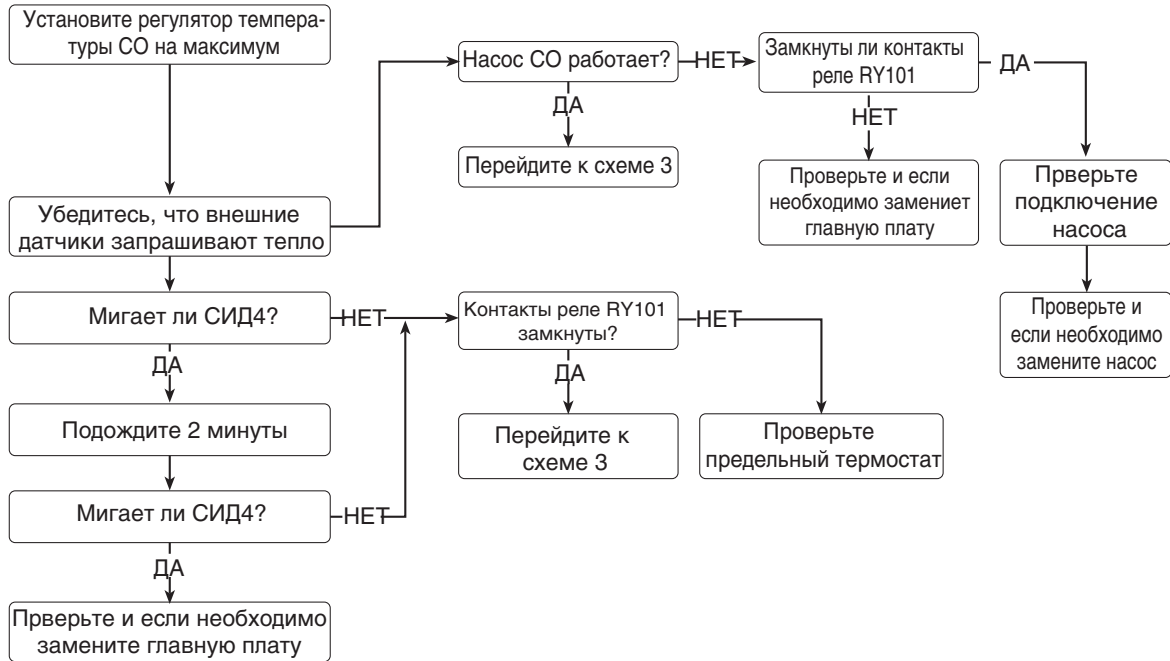 Установите регулятор темпера-
туры СО на максимум
Убедитесь, что внешние
датчики запрашивают тепло
Насос СО работает?
НЕТ
Замкнуты ли контакты
реле RY101
ДА
ДА
НЕТ
Перейдите к схеме 3
Проверьте и если
необходимо замениет
главную плату
Прверьте
подключение
насоса
Проверьте и
если необходимо
замените насос
Мигает ли СИД4?
НЕТ
Контакты реле RY101
замкнуты?
НЕТ
ДА
ДА
Подождите 2 минуты
Перейдите к
схеме 3
Проверьте
предельный термостат
Мигает ли СИД4?
НЕТ
ДА
Прверьте и если необходимо
замените главную плату